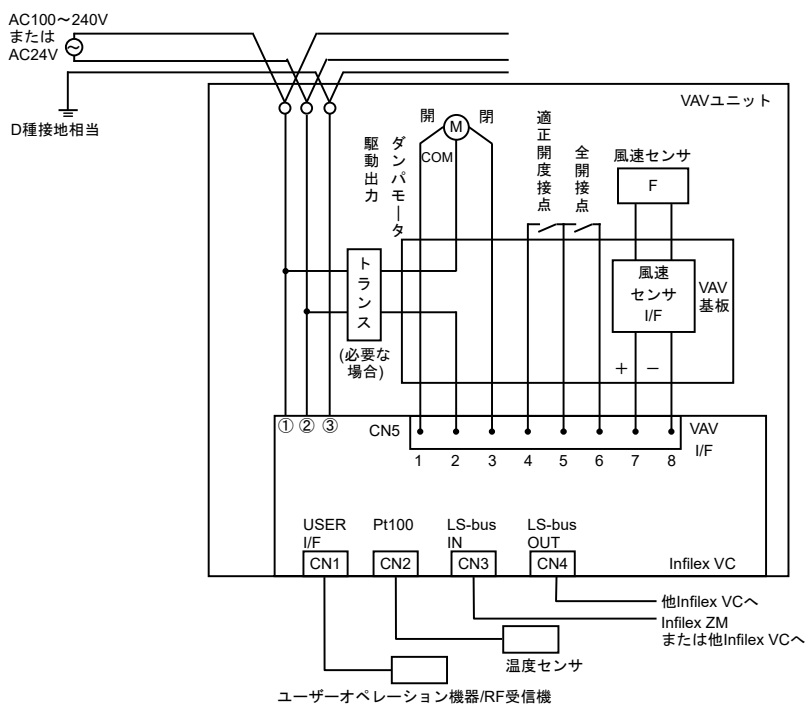 AC100～240V
または
AC24V
D種接地相当
VAVユニット
駆動出力
ダンパモータ
開
M
閉
COM
適正開度接点
全開接点
風速センサ
F
トランス
(必要な
場合)
風速
センサ
I/F
VAV
基板
＋ －
① ② ③
CN5
VAV
I/F
1 2 3 4 5 6 7 8
USER
I/F
Pt100
LS-bus
IN
LS-bus
OUT
CN1
CN2
CN3
CN4
Infilex VC
他Infilex VCへ
Infilex ZM
または他Infilex VCへ
温度センサ
ユーザーオペレーション機器/RF受信機